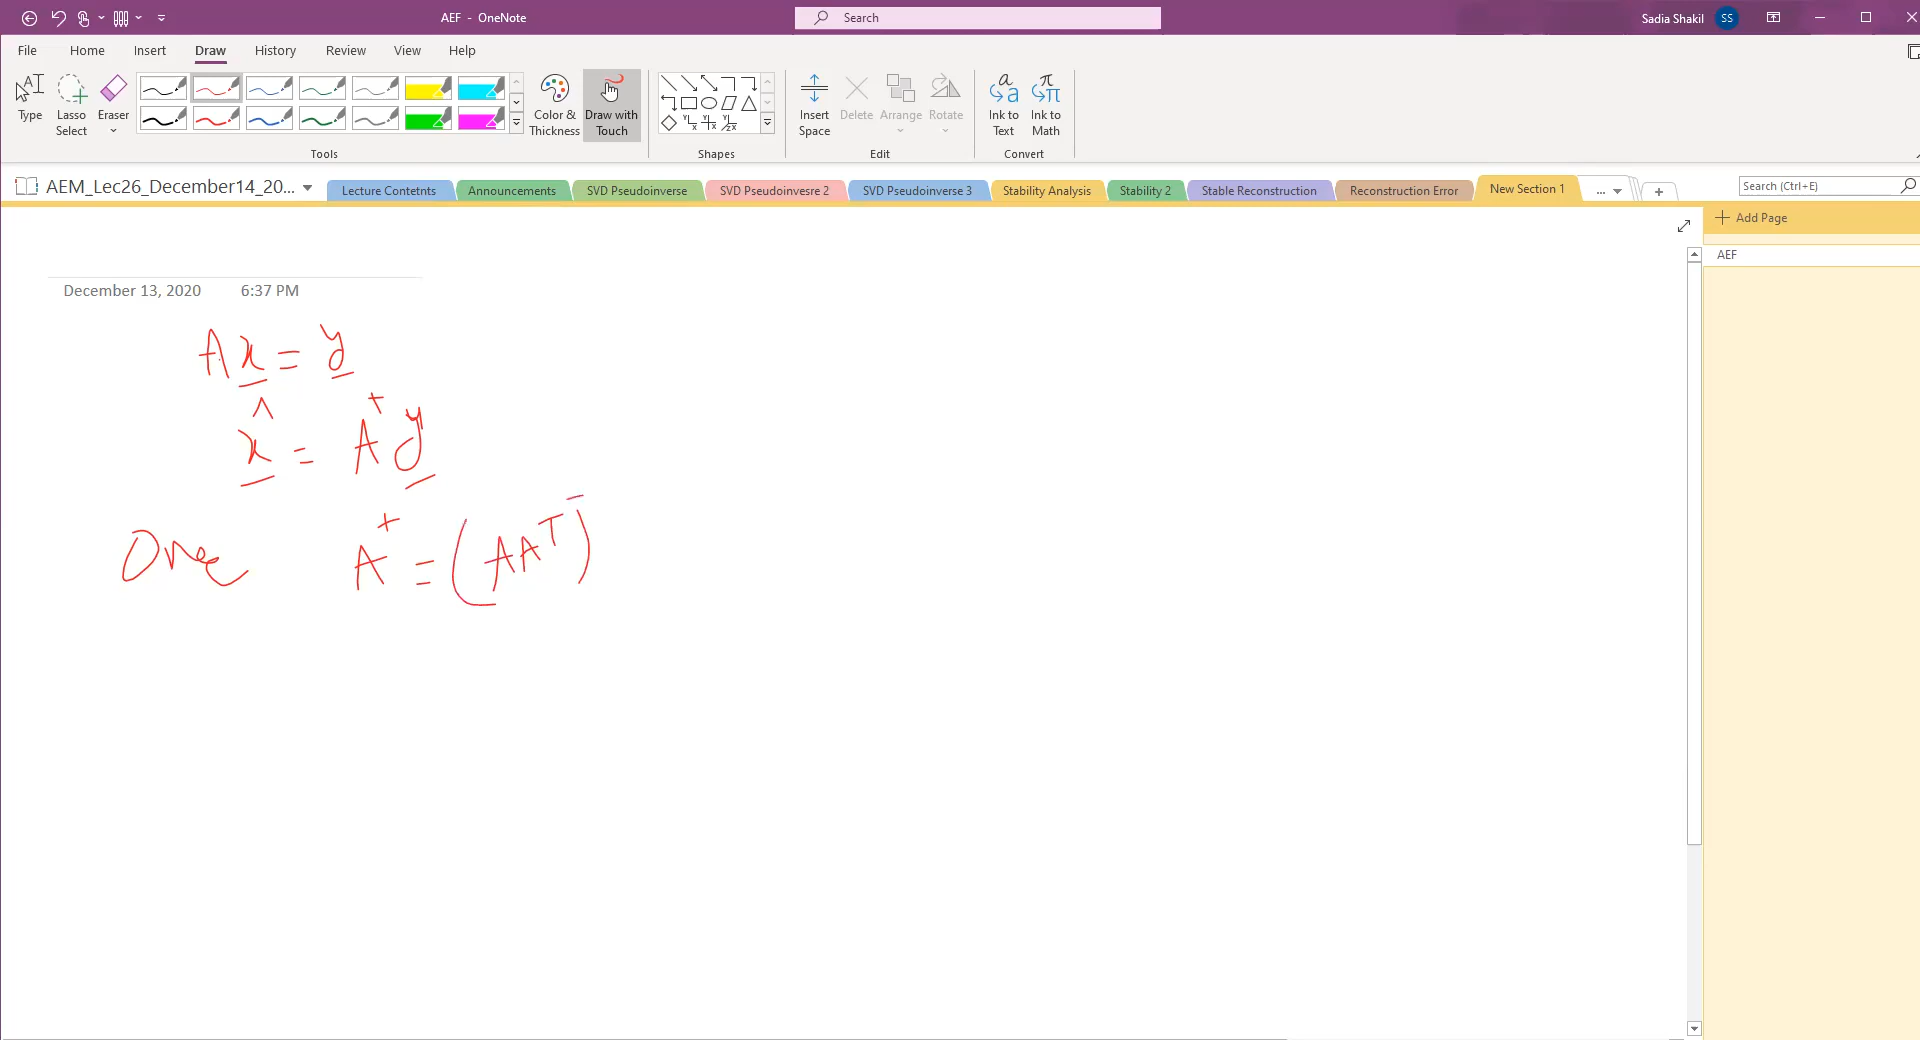 AEF - OneNote
Search
Sadia Shakil SS
File Home Insert Draw History Review View Help
Type
Lasso Select
Eraser
Color & Thickness
Draw with Touch
Insert Space
Delete
Arrange
Rotate
Ink to Text
Ink to Math
Tools Shapes Edit Convert
AEM_Lec26_December14_20... Lecture Contetnts Announcements SVD Pseudoinverse SVD Pseudoinvesre 2 SVD Pseudoinverse 3 Stability Analysis Stability 2 Stable Reconstruction Reconstruction Error New Section 1 ... Search (Ctrl+E)
Add Page
AEF
December 13, 2020 6:37 PM
A x = y
x̂ = A⁺ y
A⁺ = (AAᵀ)